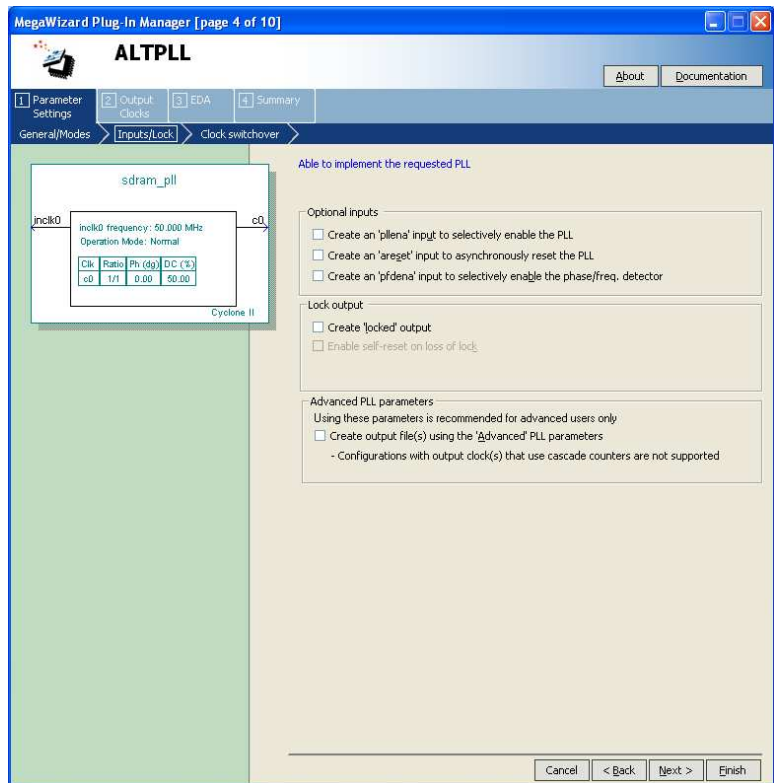 MegaWizard Plug-In Manager [page 4 of 10]
ALTPLL
About
Documentation
1 Parameter Settings
2 Output Clocks
3 EDA
4 Summary
General/Modes
Inputs/Lock
Clock switchover
sdram_pll
inclk0
c0
inclk0 frequency: 50.000 MHz
Operation Mode: Normal
Clk Ratio Ph (dg) DC (%)
c0 1/1 0.00 50.00
Cyclone II
Able to implement the requested PLL
Optional inputs
Create an 'pllena' input to selectively enable the PLL
Create an 'areset' input to asynchronously reset the PLL
Create an 'pfdena' input to selectively enable the phase/freq. detector
Lock output
Create 'locked' output
Enable self-reset on loss of lock
Advanced PLL parameters
Using these parameters is recommended for advanced users only
Create output file(s) using the 'Advanced' PLL parameters
- Configurations with output clock(s) that use cascade counters are not supported
Cancel
< Back
Next >
Finish